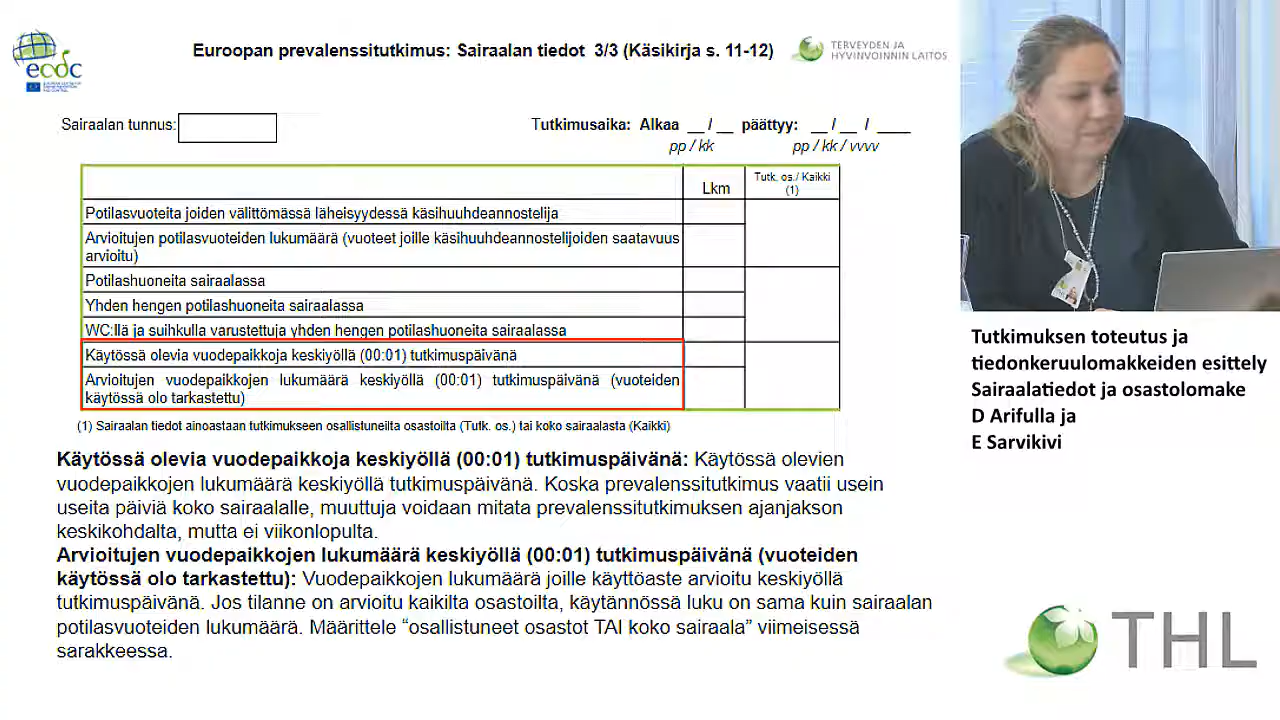 ecdc
Euroopan prevalenssitutkimus: Sairaalan tiedot 3/3 (Käsikirja s. 11-12)
TERVEYDEN JA
HYVINVOINNIN LAITOS
Sairaalan tunnus:
Tutkimusaika: Alkaa __ / __ päättyy: __ / __ / ____
pp / kk pp / kk / vvvv
Lkm
Tutk. os./ Kaikki
(1)
Potilasvuoteita joiden välittömässä läheisyydessä käsihuuhdeannostelija
Arvioitujen potilasvuoteiden lukumäärä (vuoteet joille käsihuuhdeannostelijoiden saatavuus
arvioitu)
Potilashuoneita sairaalassa
Yhden hengen potilashuoneita sairaalassa
WC:llä ja suihkulla varustettuja yhden hengen potilashuoneita sairaalassa
Käytössä olevia vuodepaikkoja keskiyöllä (00:01) tutkimuspäivänä
Arvioitujen vuodepaikkojen lukumäärä keskiyöllä (00:01) tutkimuspäivänä (vuoteiden
käytössä olo tarkastettu)
(1) Sairaalan tiedot ainoastaan tutkimukseen osallistuneilta osastoilta (Tutk. os.) tai koko sairaalasta (Kaikki)
Käytössä olevia vuodepaikkoja keskiyöllä (00:01) tutkimuspäivänä: Käytössä olevien
vuodepaikkojen lukumäärä keskiyöllä tutkimuspäivänä. Koska prevalenssitutkimus vaatii usein
useita päiviä koko sairaalalle, muuttuja voidaan mitata prevalenssitutkimuksen ajanjakson
keskikohdalta, mutta ei viikonlopulta.
Arvioitujen vuodepaikkojen lukumäärä keskiyöllä (00:01) tutkimuspäivänä (vuoteiden
käytössä olo tarkastettu): Vuodepaikkojen lukumäärä joille käyttöaste arvioitu keskiyöllä
tutkimuspäivänä. Jos tilanne on arvioitu kaikilta osastoilta, käytännössä luku on sama kuin sairaalan
potilasvuoteiden lukumäärä. Määrittele “osallistuneet osastot TAI koko sairaala” viimeisessä
sarakkeessa.
Tutkimuksen toteutus ja
tiedonkeruulomakkeiden esittely
Sairaalatiedot ja osastolomake
D Arifulla ja
E Sarvikivi
THL